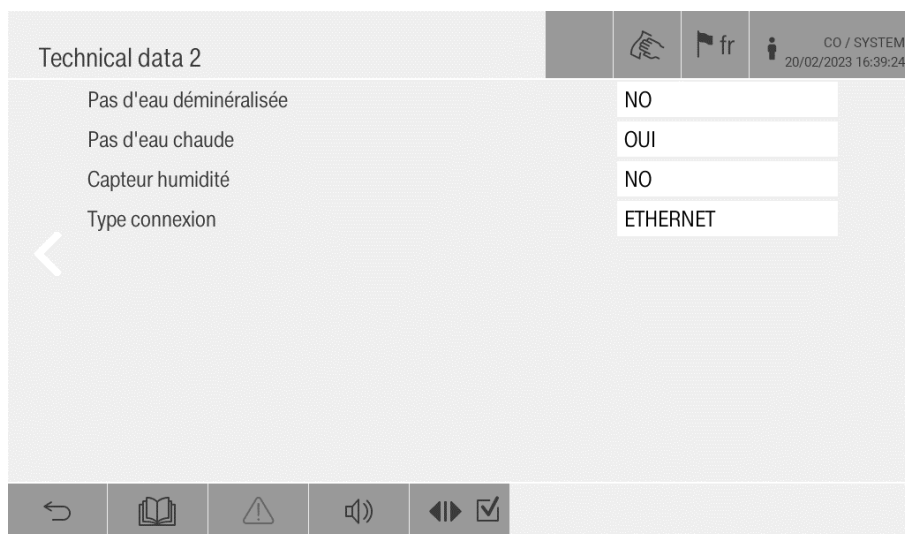 Technical data 2
fr
CO / SYSTEM
20/02/2023 16:39:24
Pas d'eau déminéralisée NO
Pas d'eau chaude OUI
Capteur humidité NO
Type connexion ETHERNET